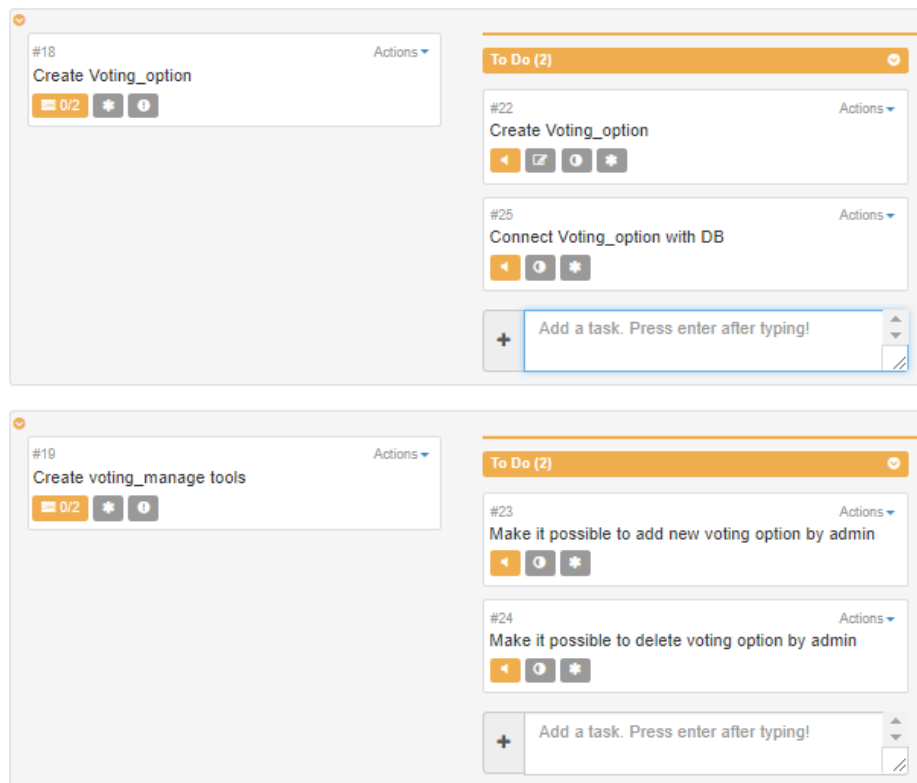 #18 Actions
Create Voting_option
0/2
To Do (2)
#22 Actions
Create Voting_option
#25 Actions
Connect Voting_option with DB
Add a task. Press enter after typing!
#19 Actions
Create voting_manage tools
0/2
To Do (2)
#23 Actions
Make it possible to add new voting option by admin
#24 Actions
Make it possible to delete voting option by admin
Add a task. Press enter after typing!